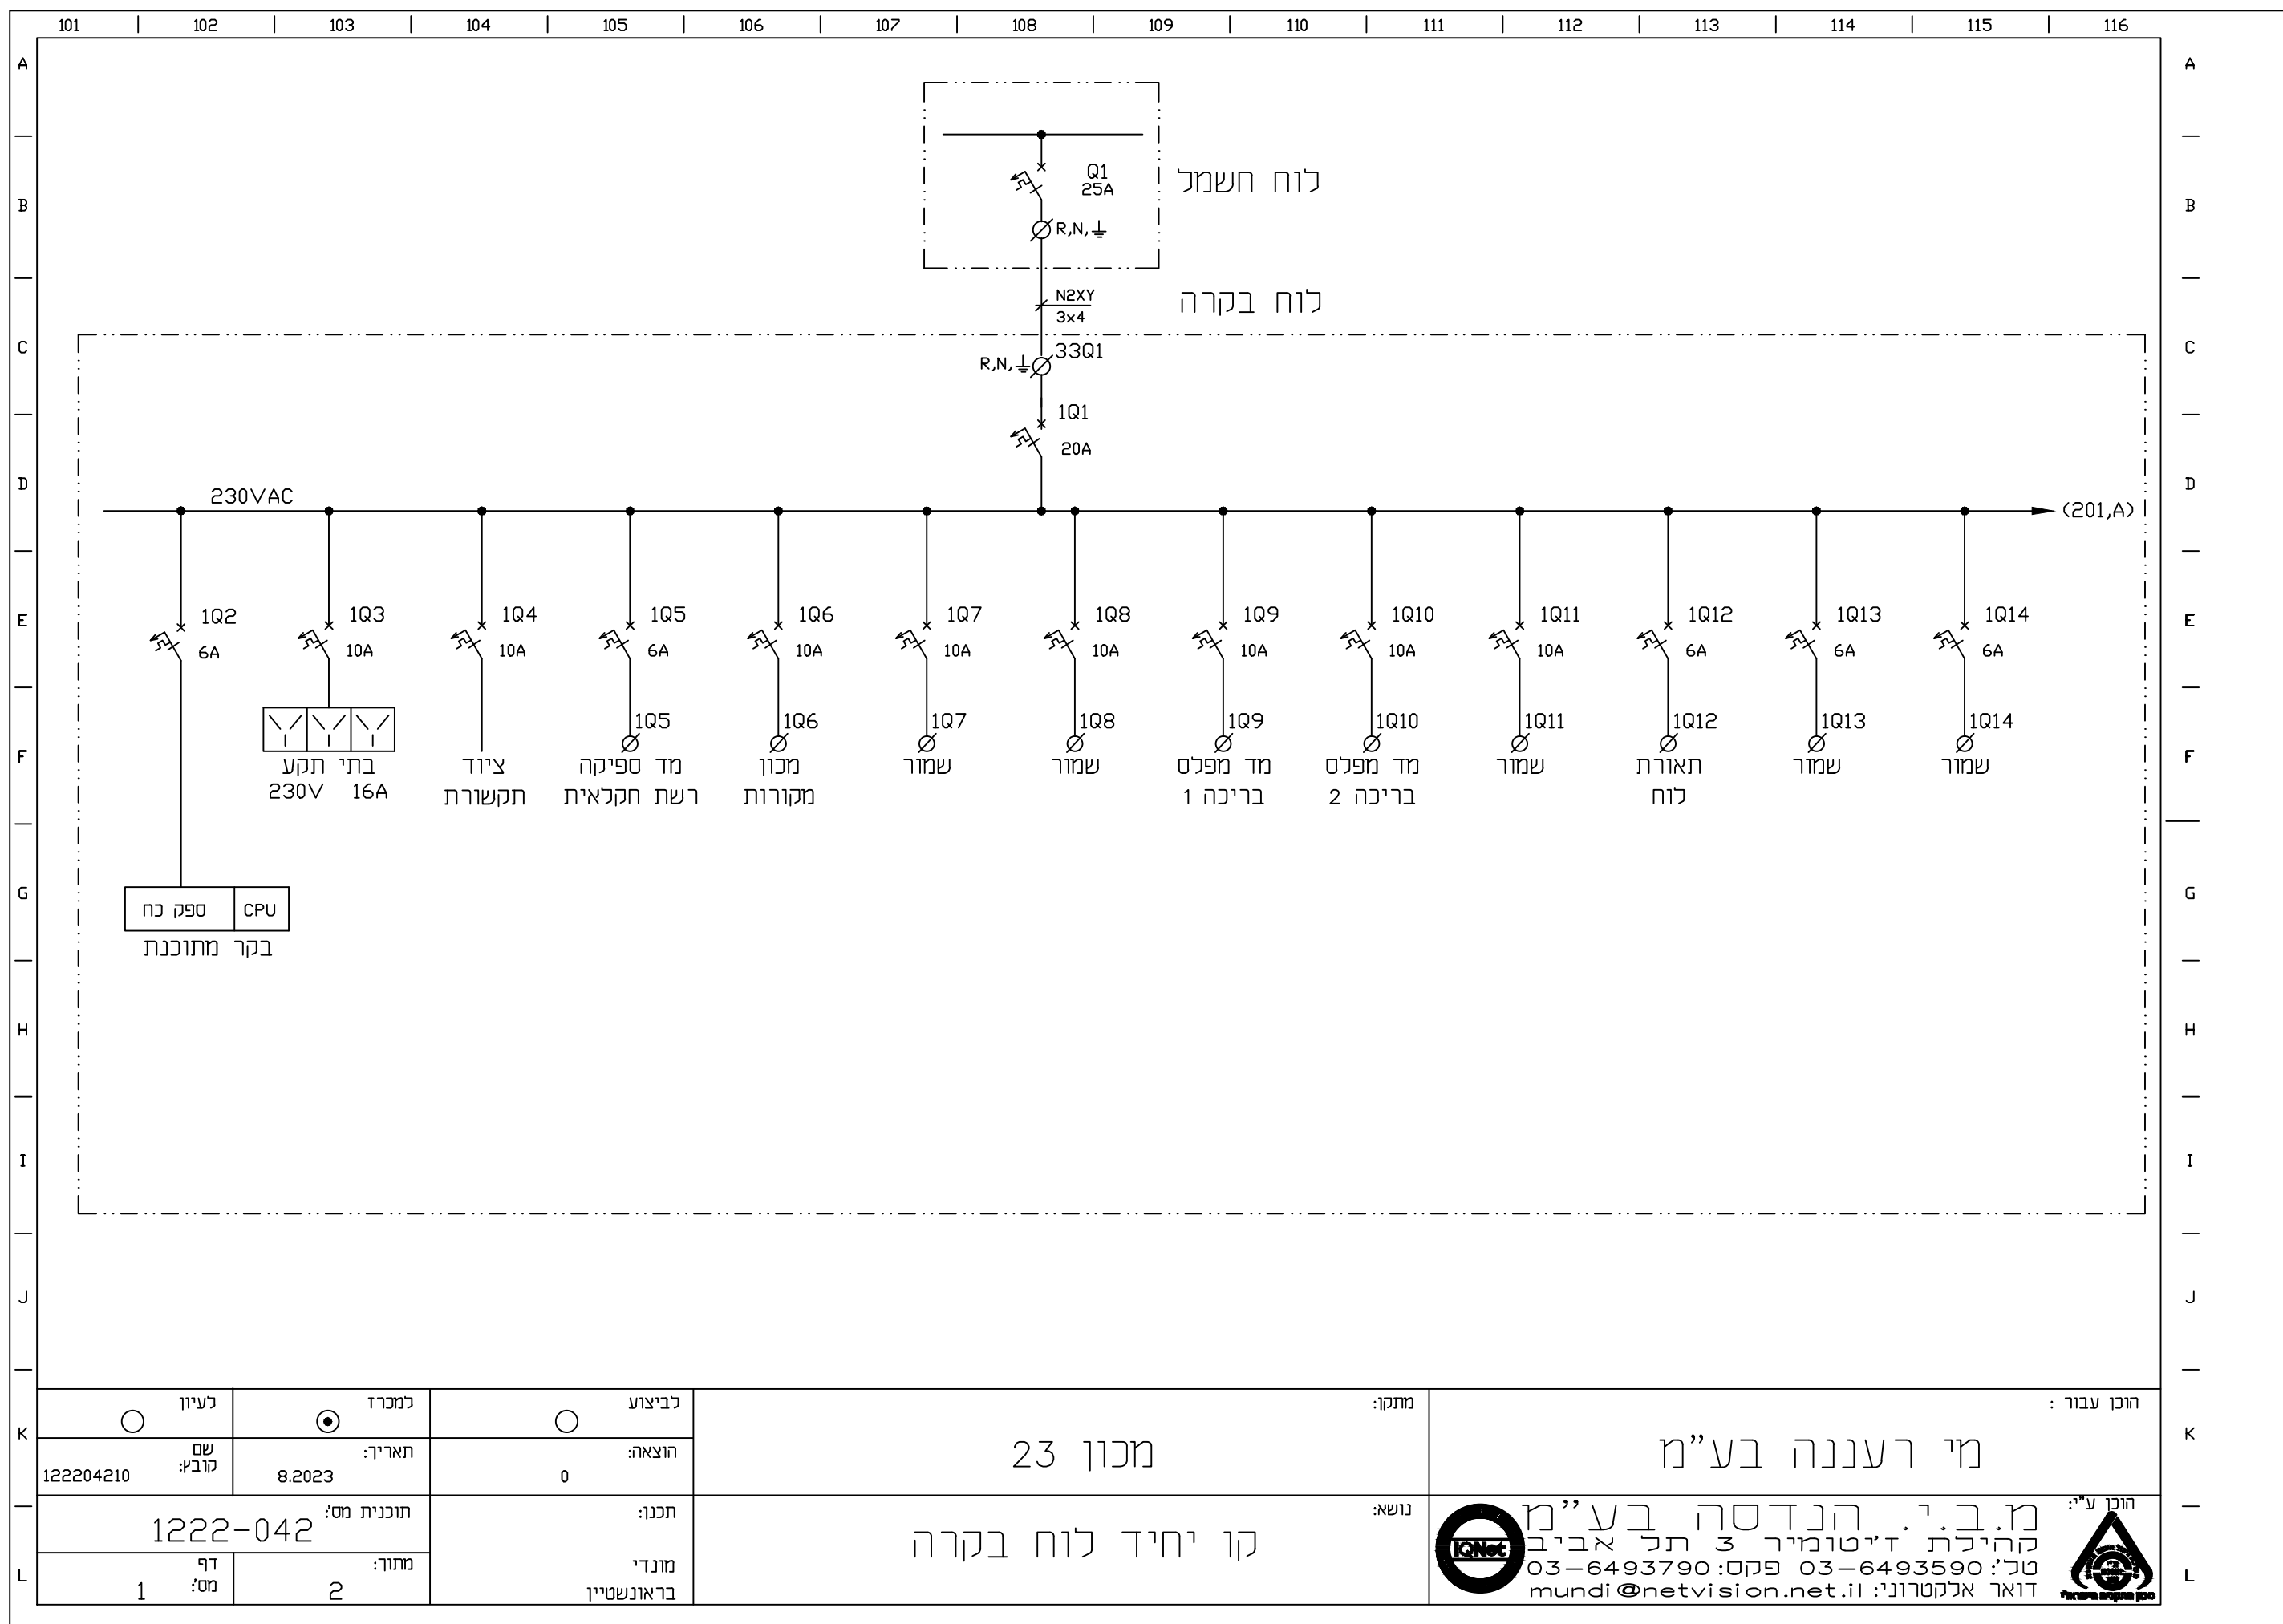 101 102 103 104 105 106 107 108 109 110 111 112 113 114 115 116
A A
B B
C C
D D
E E
F F
G G
H H
I I
J J
K K
L L
Q1
25A
R,N,
לוח חשמל
N2XY
3x4
לוח בקרה
33Q1
R,N,
1Q1
20A
230VAC
(201,A)
1Q2 1Q3 1Q4 1Q5 1Q6 1Q7 1Q8 1Q9 1Q10 1Q11 1Q12 1Q13 1Q14
6A 10A 10A 6A 10A 10A 10A 10A 10A 10A 6A 6A 6A
1Q5 1Q6 1Q7 1Q8 1Q9 1Q10 1Q11 1Q12 1Q13 1Q14
בתי תקע
230V 16A
ציוד
תקשורת
מד ספיקה
רשת חקלאית
מכון
מקורות
שמור
שמור
מד מפלס
בריכה 1
מד מפלס
בריכה 2
שמור
תאורת
לוח
שמור
שמור
ספק כח
CPU
בקר מתוכנת
הוכן עבור :
מי רעננה בע"מ
הוכן ע"י:
מ.ב.י. הנדסה בע"מ
קהילת ז'יטומיר 3 תל אביב
טל': 03-6493590 פקס: 03-6493790
דואר אלקטרוני: mundi@netvision.net.il
IQNet
מתקן:
מכון 23
נושא:
קו יחיד לוח בקרה
לביצוע
למכרז
לעיון
הוצאה:
0
תאריך:
8.2023
שם
קובץ:
122204210
תכנן:
מונדי
בראונשטיין
תוכנית מס':
1222-042
מתוך:
2
דף
מס':
1